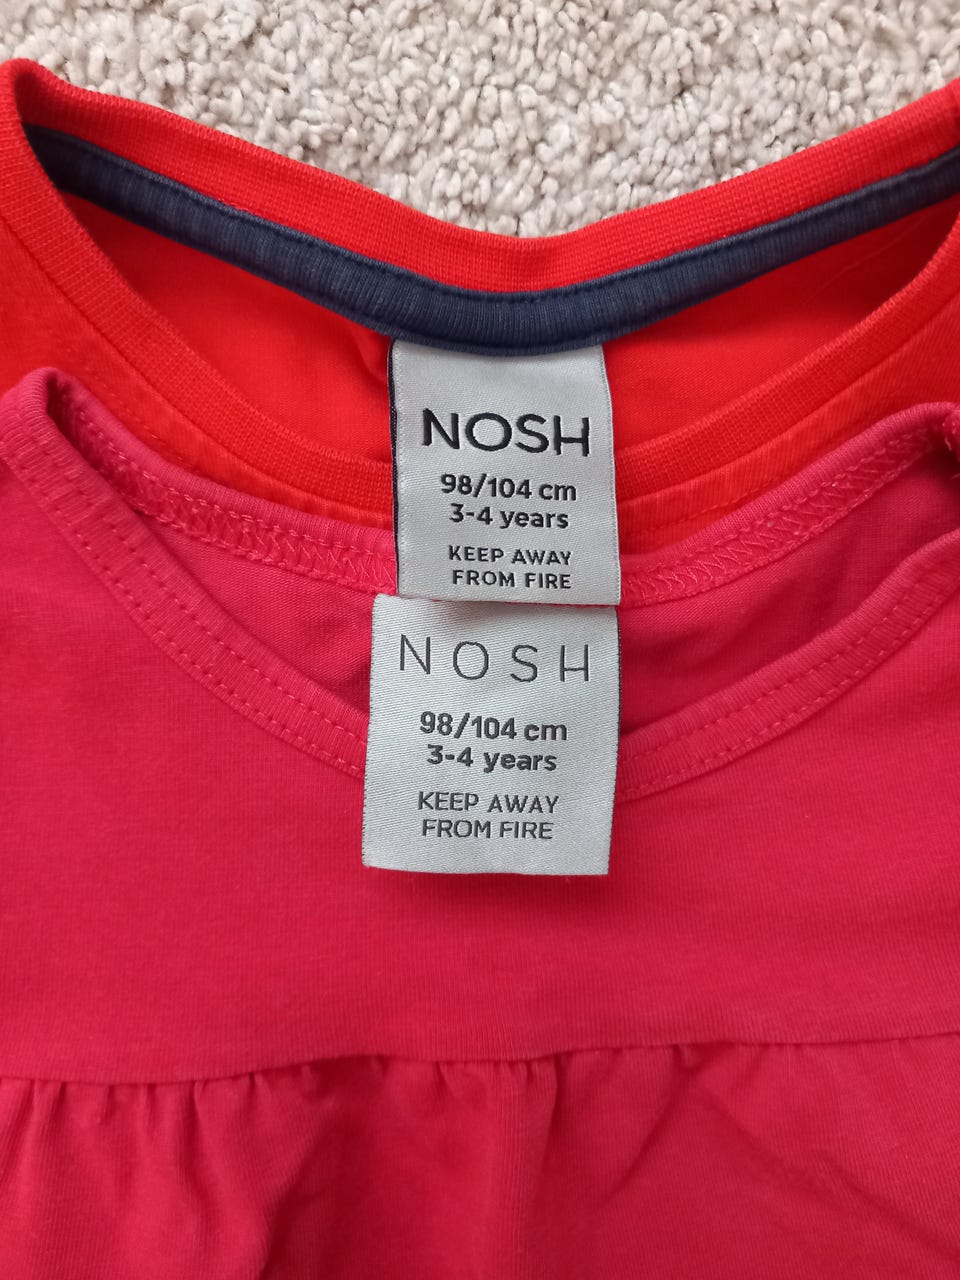 NOSH
98/104 cm
3-4 years
KEEP AWAY
FROM FIRE
NOSH
98/104 cm
3-4 years
KEEP AWAY
FROM FIRE